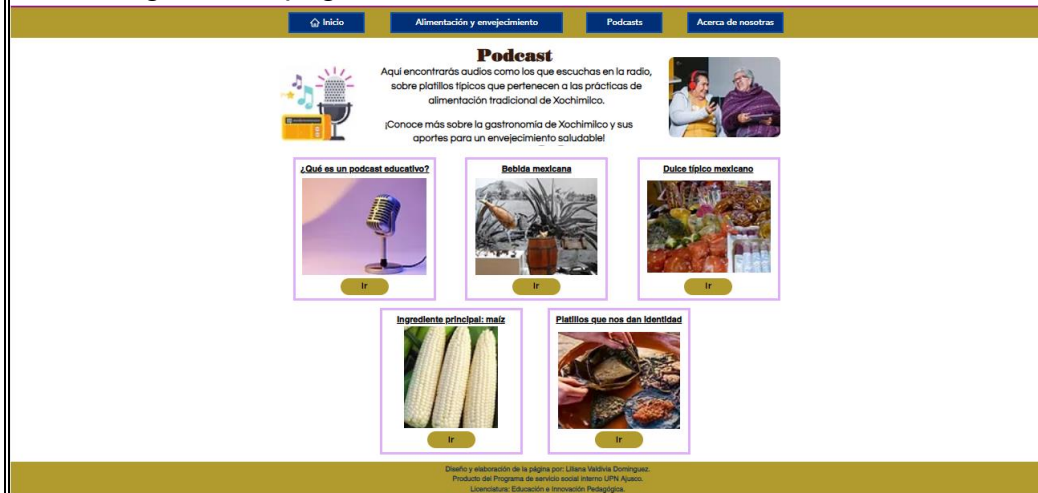 Inicio
Alimentación y envejecimiento
Podcasts
Acerca de nosotras
Podcast
Aquí encontrarás audios como los que escuchas en la radio,
sobre platillos típicos que pertenecen a las prácticas de
alimentación tradicional de Xochimilco.
¡Conoce más sobre la gastronomía de Xochimilco y sus
aportes para un envejecimiento saludable!
¿Qué es un podcast educativo?
Bebida mexicana
Dulce típico mexicano
Ir
Ir
Ir
Ingrediente principal: maíz
Platillos que nos dan identidad
Ir
Ir
Diseño y elaboración de la página por: Liliana Valdivia Domínguez.
Producto del Programa de servicio social interno UPN Ajusco.
Licenciatura: Educación e Innovación Pedagógica.